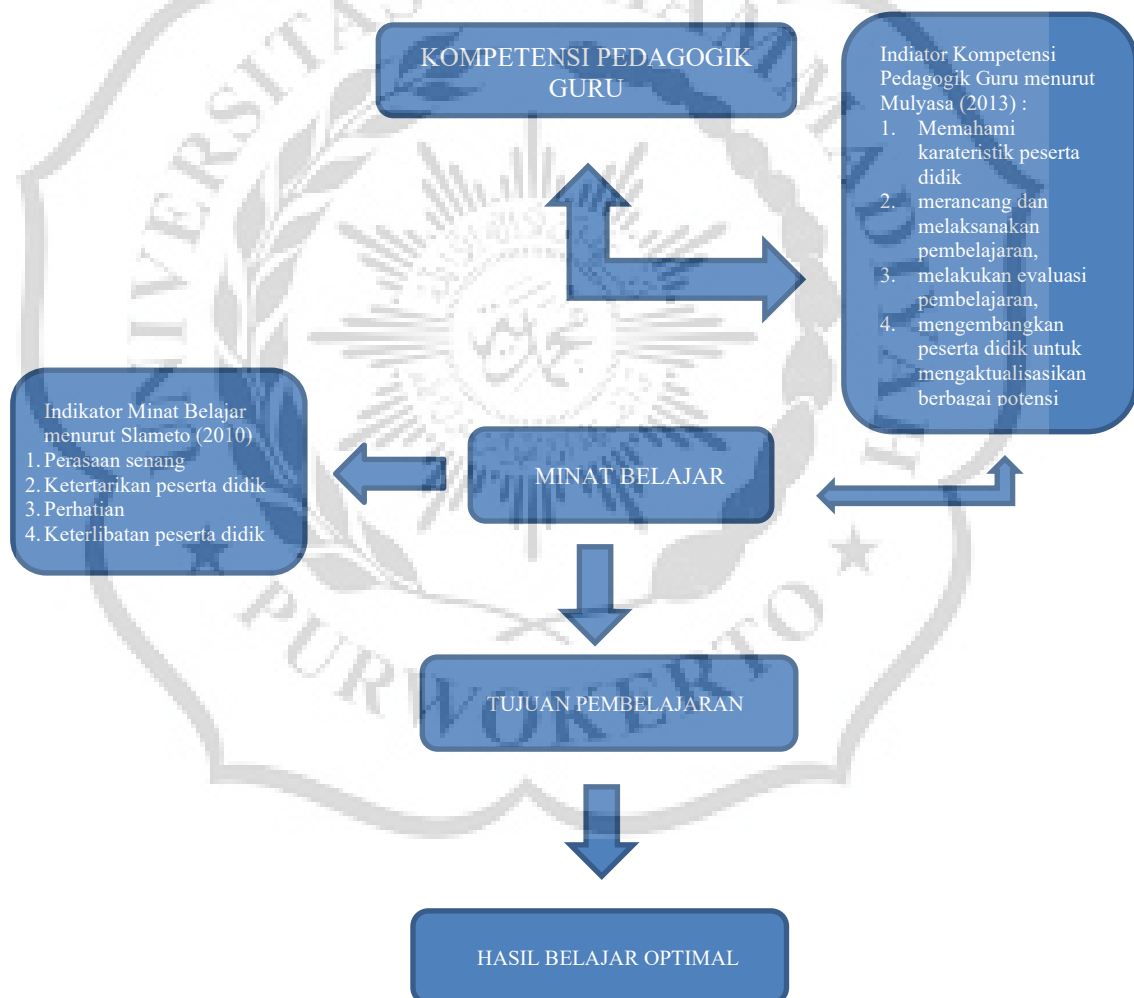 KOMPETENSI PEDAGOGIK
GURU
Indiator Kompetensi
Pedagogik Guru menurut
Mulyasa (2013) :
1. Memahami
karateristik peserta
didik
2. merancang dan
melaksanakan
pembelajaran,
3. melakukan evaluasi
pembelajaran,
4. mengembangkan
peserta didik untuk
mengaktualisasikan
berbagai potensi
Indikator Minat Belajar
menurut Slameto (2010)
1. Perasaan senang
2. Ketertarikan peserta didik
3. Perhatian
4. Keterlibatan peserta didik
MINAT BELAJAR
TUJUAN PEMBELAJARAN
HASIL BELAJAR OPTIMAL
PURWOKERTO